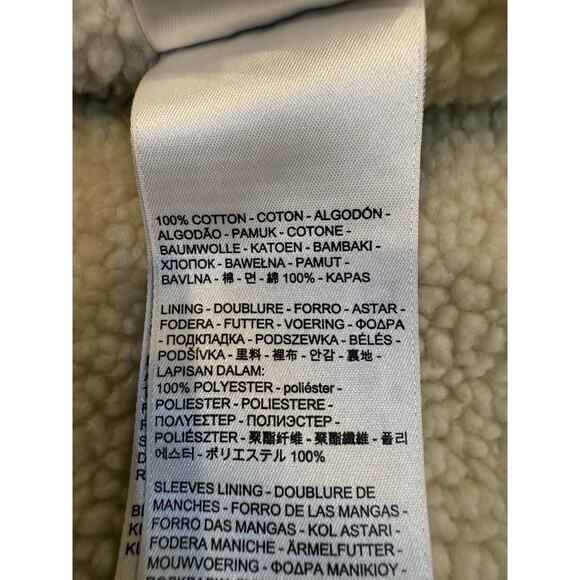 100% COTTON - COTON - ALGODÓN -
ALGODÃO - PAMUK - COTONE -
BAUMWOLLE - KATOEN - BAMBAKI -
ХЛОПОК - BAWEŁNA - PAMUT -
BAVLNA - 棉 - 면 - 綿 100% - KAPAS
LINING - DOUBLURE - FORRO - ASTAR -
FODERA - FUTTER - VOERING - ΦΟΔΡΑ
- ПОДКЛАДКА - PODSZEWKA - BÉLÉS -
PODŠÍVKA - 里料 - 裡布 - 안감 - 裏地 -
LAPISAN DALAM:
100% POLYESTER - poliéster -
POLIESTER - POLIESTERE -
ΠΟΛΥΕΣΤΕΡ - ПОЛИЭСТЕР -
POLIÉSZTER - 聚酯纤维 - 聚酯纖維 - 폴리
에스터 - ポリエステル 100%
SLEEVES LINING - DOUBLURE DE
MANCHES - FORRO DE LAS MANGAS -
FORRO DAS MANGAS - KOL ASTARI -
FODERA MANICHE - ÄRMELFUTTER -
MOUWVOERING - ΦΟΔΡΑ ΜΑΝΙΚΙΟΥ -